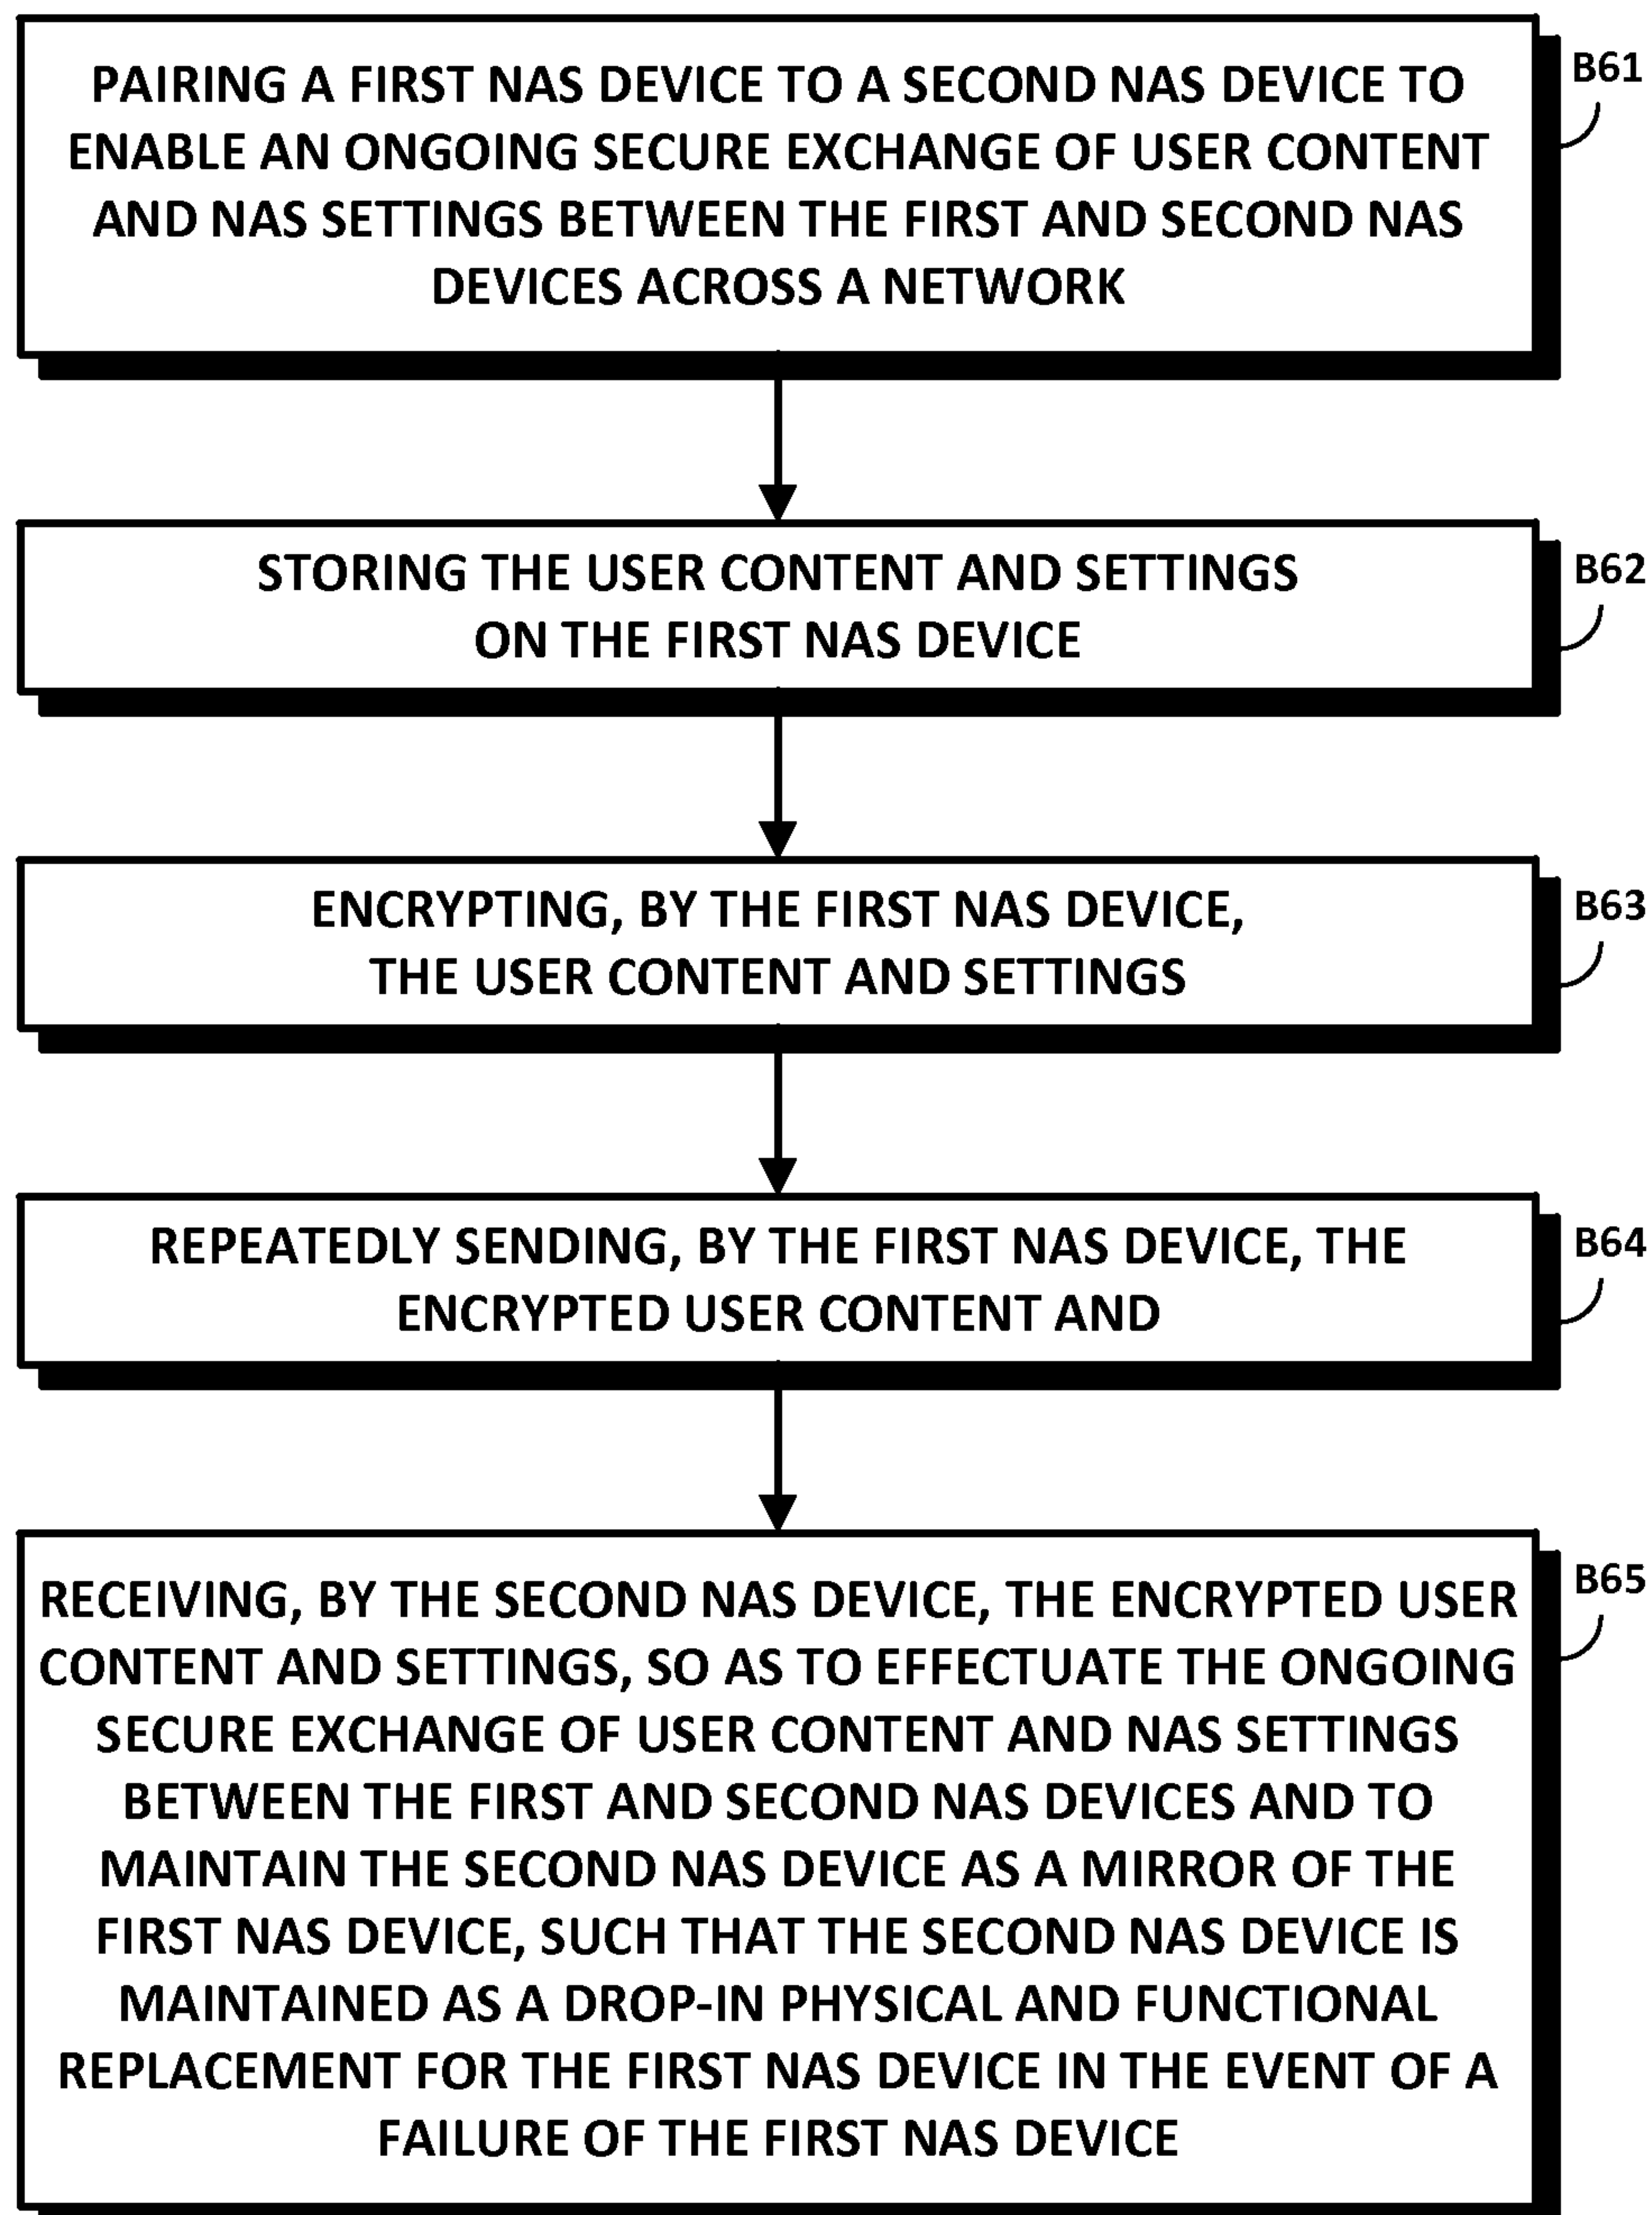 PAIRING A FIRST NAS DEVICE TO A SECOND NAS DEVICE TO
ENABLE AN ONGOING SECURE EXCHANGE OF USER CONTENT
AND NAS SETTINGS BETWEEN THE FIRST AND SECOND NAS
DEVICES ACROSS A NETWORK
B61
STORING THE USER CONTENT AND SETTINGS
ON THE FIRST NAS DEVICE
B62
ENCRYPTING, BY THE FIRST NAS DEVICE,
THE USER CONTENT AND SETTINGS
B63
REPEATEDLY SENDING, BY THE FIRST NAS DEVICE, THE
ENCRYPTED USER CONTENT AND
B64
RECEIVING, BY THE SECOND NAS DEVICE, THE ENCRYPTED USER
CONTENT AND SETTINGS, SO AS TO EFFECTUATE THE ONGOING
SECURE EXCHANGE OF USER CONTENT AND NAS SETTINGS
BETWEEN THE FIRST AND SECOND NAS DEVICES AND TO
MAINTAIN THE SECOND NAS DEVICE AS A MIRROR OF THE
FIRST NAS DEVICE, SUCH THAT THE SECOND NAS DEVICE IS
MAINTAINED AS A DROP-IN PHYSICAL AND FUNCTIONAL
REPLACEMENT FOR THE FIRST NAS DEVICE IN THE EVENT OF A
FAILURE OF THE FIRST NAS DEVICE
B65